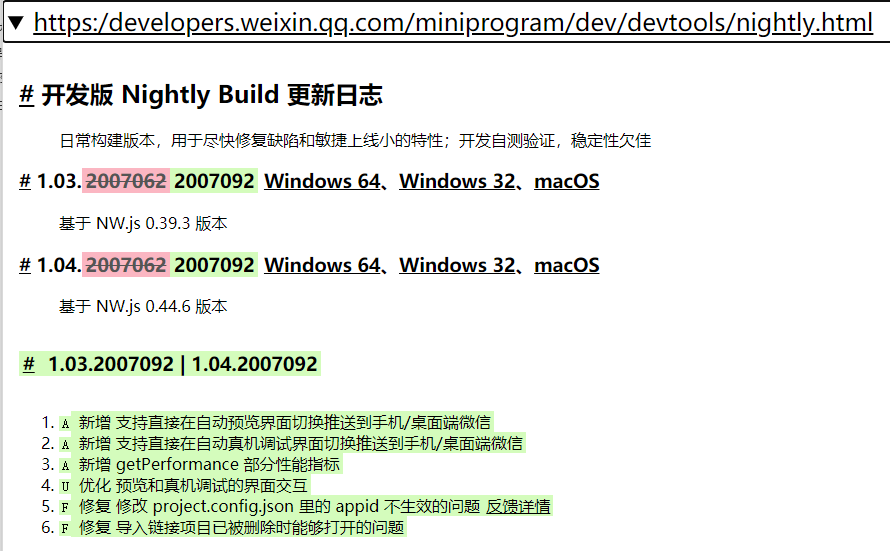 ▼ https:/developers.weixin.qq.com/miniprogram/dev/devtools/nightly.html
# 开发版 Nightly Build 更新日志
日常构建版本，用于尽快修复缺陷和敏捷上线小的特性；开发自测验证，稳定性欠佳
# 1.03.2007062 2007092 Windows 64、Windows 32、macOS
基于 NW.js 0.39.3 版本
# 1.04.2007062 2007092 Windows 64、Windows 32、macOS
基于 NW.js 0.44.6 版本
# 1.03.2007092 | 1.04.2007092
1. A 新增 支持直接在自动预览界面切换推送到手机/桌面端微信
2. A 新增 支持直接在自动真机调试界面切换推送到手机/桌面端微信
3. A 新增 getPerformance 部分性能指标
4. U 优化 预览和真机调试的界面交互
5. F 修复 修改 project.config.json 里的 appid 不生效的问题 反馈详情
6. F 修复 导入链接项目已被删除时能够打开的问题